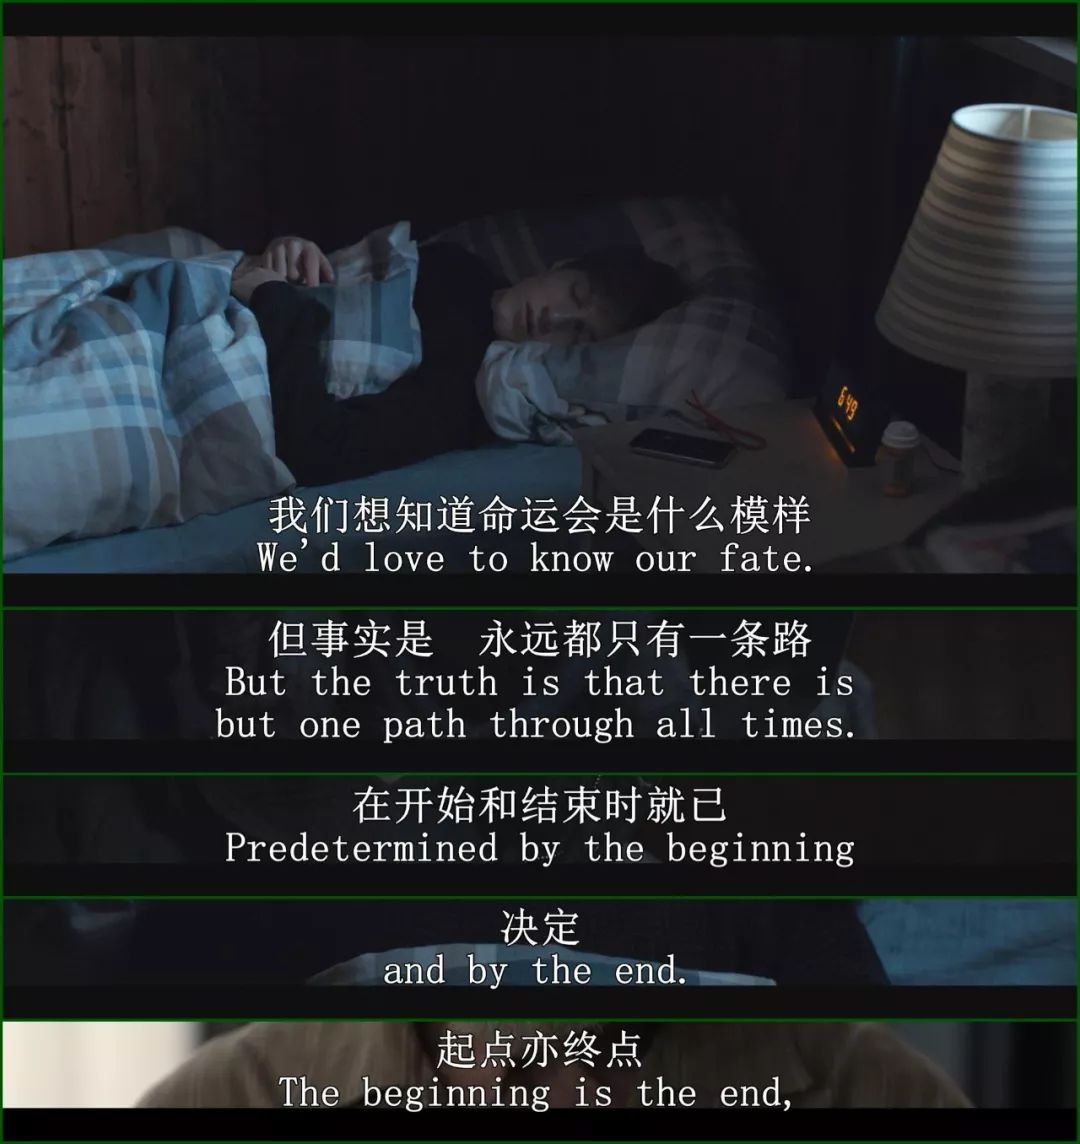 6:49
我们想知道命运会是什么模样
We'd love to know our fate.
但事实是 永远都只有一条路
But the truth is that there is
but one path through all times.
在开始和结束时就已
Predetermined by the beginning
决定
and by the end.
起点亦终点
The beginning is the end,